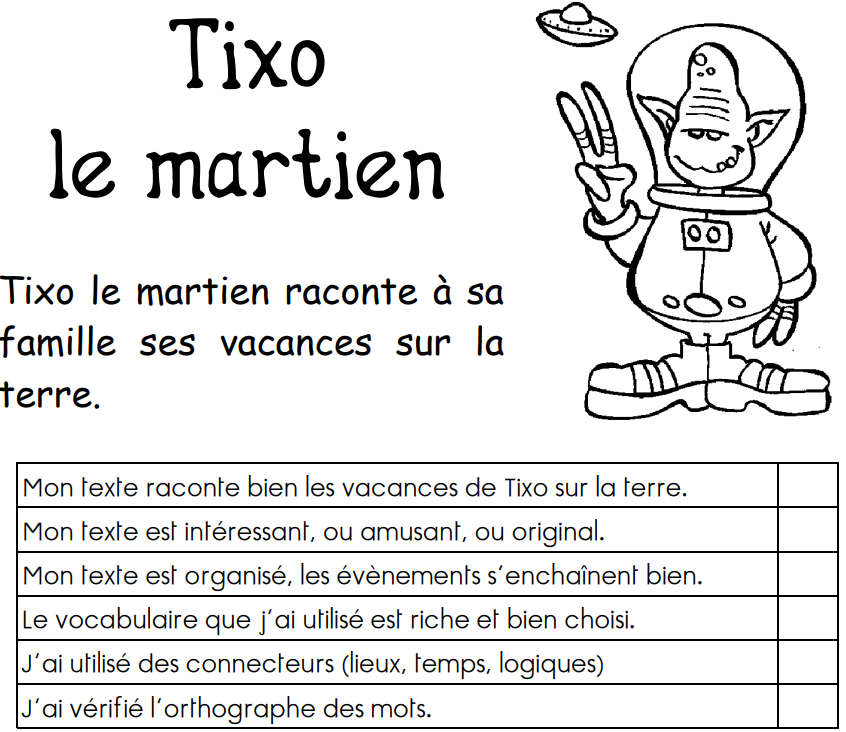 Tixo
le martien
Tixo le martien raconte à sa
famille ses vacances sur la
terre.
Mon texte raconte bien les vacances de Tixo sur la terre.
Mon texte est intéressant, ou amusant, ou original.
Mon texte est organisé, les évènements s'enchaînent bien.
Le vocabulaire que j'ai utilisé est riche et bien choisi.
J'ai utilisé des connecteurs (lieux, temps, logiques)
J'ai vérifié l'orthographe des mots.